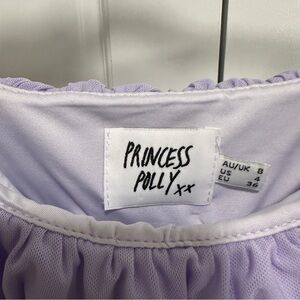 PRINCESS
POLLY xx
AU/UK 8
US 4
EU 36